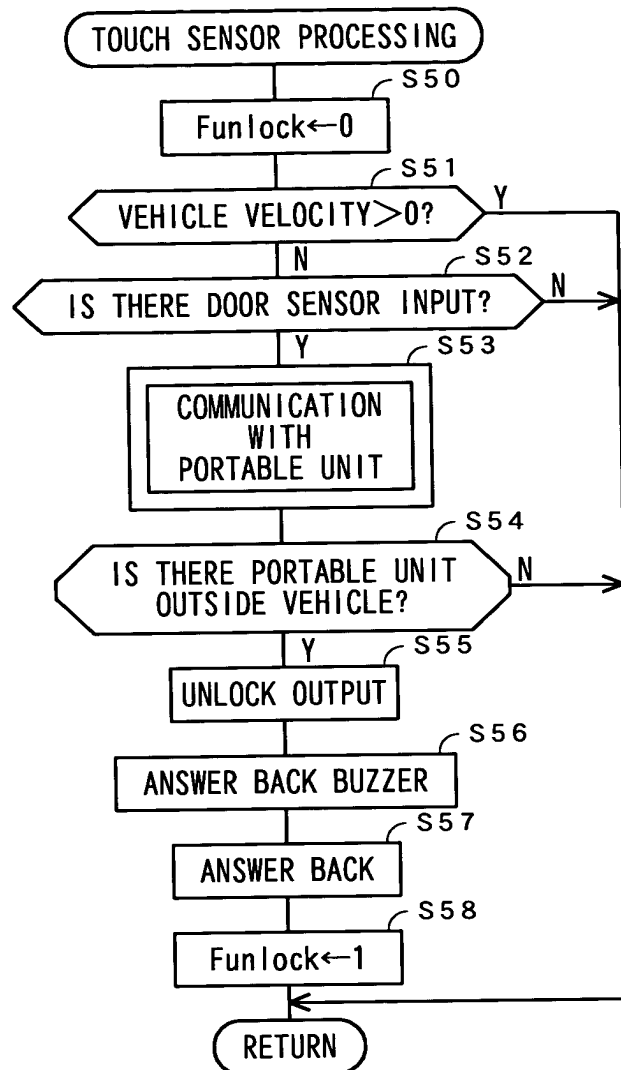 TOUCH SENSOR PROCESSING
S50
Funlock←0
S51
VEHICLE VELOCITY>0?
Y
N
S52
IS THERE DOOR SENSOR INPUT?
N
Y
S53
COMMUNICATION
WITH
PORTABLE UNIT
S54
IS THERE PORTABLE UNIT
OUTSIDE VEHICLE?
N
Y
S55
UNLOCK OUTPUT
S56
ANSWER BACK BUZZER
S57
ANSWER BACK
S58
Funlock←1
RETURN